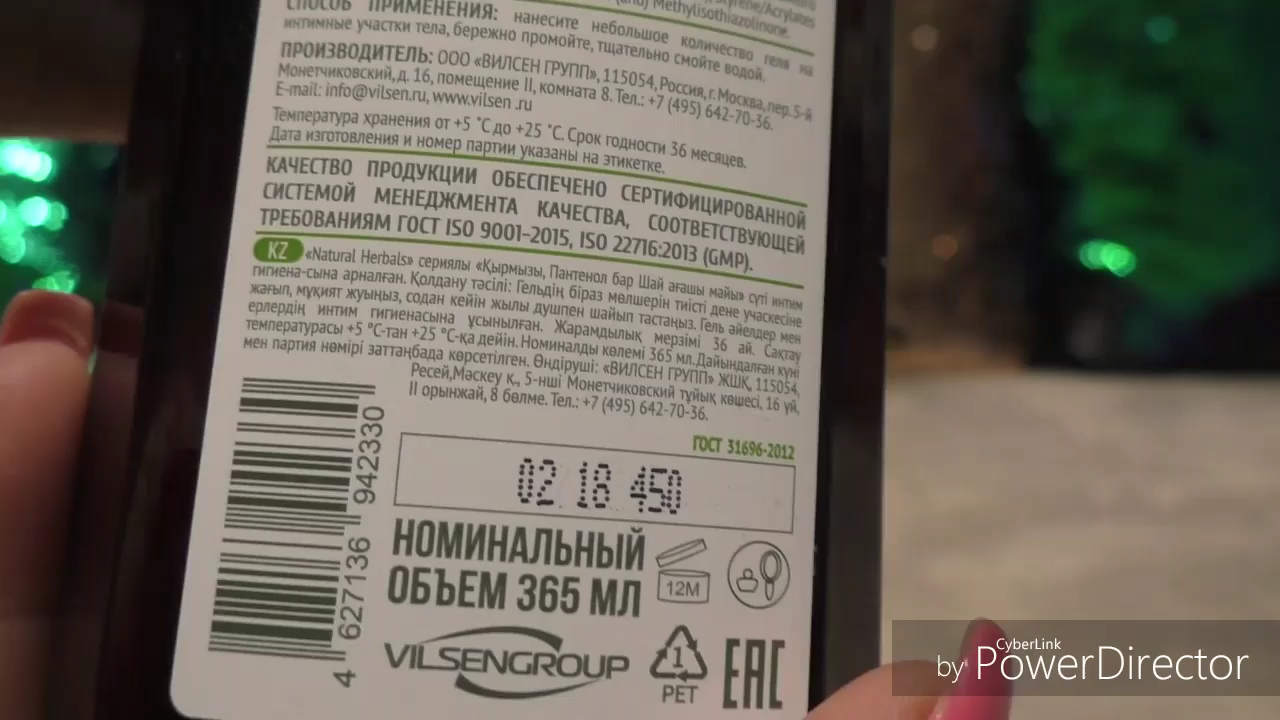 (and) Methylisothiazolinone.
СПОСОБ ПРИМЕНЕНИЯ: нанесите небольшое количество геля на
интимные участки тела, бережно промойте, тщательно смойте водой.
ПРОИЗВОДИТЕЛЬ: ООО «ВИЛСЕН ГРУПП», 115054, Россия, г. Москва, пер. 5-й
Монетчиковский, д. 16, помещение II, комната 8. Тел.: +7 (495) 642-70-36.
E-mail: info@vilsen.ru, www.vilsen .ru
Температура хранения от +5 °С до +25 °С. Срок годности 36 месяцев.
Дата изготовления и номер партии указаны на этикетке.
КАЧЕСТВО ПРОДУКЦИИ ОБЕСПЕЧЕНО СЕРТИФИЦИРОВАННОЙ
СИСТЕМОЙ МЕНЕДЖМЕНТА КАЧЕСТВА, СООТВЕТСТВУЮЩЕЙ
ТРЕБОВАНИЯМ ГОСТ ISO 9001-2015, ISO 22716:2013 (GMP).
KZ «Natural Herbals» сериялы «Қырмызы, Пантенол бар Шай ағашы майы» сүті интим
гигиена-сына арналған. Қолдану тәсілі: Гельдің біраз мөлшерін тиісті дене учаскесіне
жағып, мұқият жуыңыз, содан кейін жылы душпен шайып тастаңыз. Гель әйелдер мен
ерлердің интим гигиенасына ұсынылған. Жарамдылық мерзімі 36 ай. Сақтау
температурасы +5 °С-тан +25 °С-қа дейін. Номиналды көлемі 365 мл.Дайындалған күні
мен партия нөмірі заттаңбада көрсетілген. Өндіруші: «ВИЛСЕН ГРУПП» ЖШҚ, 115054,
Ресей,Мәскеу қ., 5-нші Монетчиковский тұйық көшесі, 16 үй,
II орынжай, 8 бөлме. Тел.: +7 (495) 642-70-36.
ГОСТ 31696-2012
02 18 450
НОМИНАЛЬНЫЙ
ОБЪЕМ 365 МЛ
12M
4 627136 942330
VILSENGROUP
1
PET
EAC
CyberLink
by PowerDirector